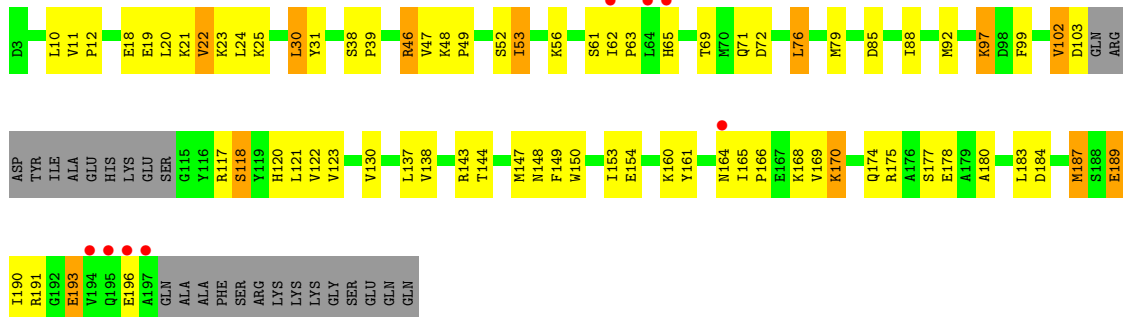 D3 L10 V11 P12 E18 E19 L20 K21 V22 K23 L24 K25 L30 Y31 S38 P39 R46 V47 K48 P49 S52 I53 K56 S61 I62 P63 L64 H65 T69 M70 Q71 D72 L76 M79 D85 I88 M92 K97 D98 F99 V102 D103 GLN ARG
ASP TYR ILE ALA GLU HIS LYS GLU SER G115 Y116 R117 S118 Y119 H120 L121 V122 V123 V130 L137 V138 R143 T144 M147 N148 F149 W150 I153 E154 K160 Y161 N164 I165 P166 E167 K168 V169 K170 Q174 R175 A176 S177 E178 A179 A180 L183 D184 M187 S188 E189
I190 R191 G192 E193 V194 Q195 E196 A197 GLN ALA ALA PHE SER ARG LYS LYS LYS GLY SER GLU GLN GLN